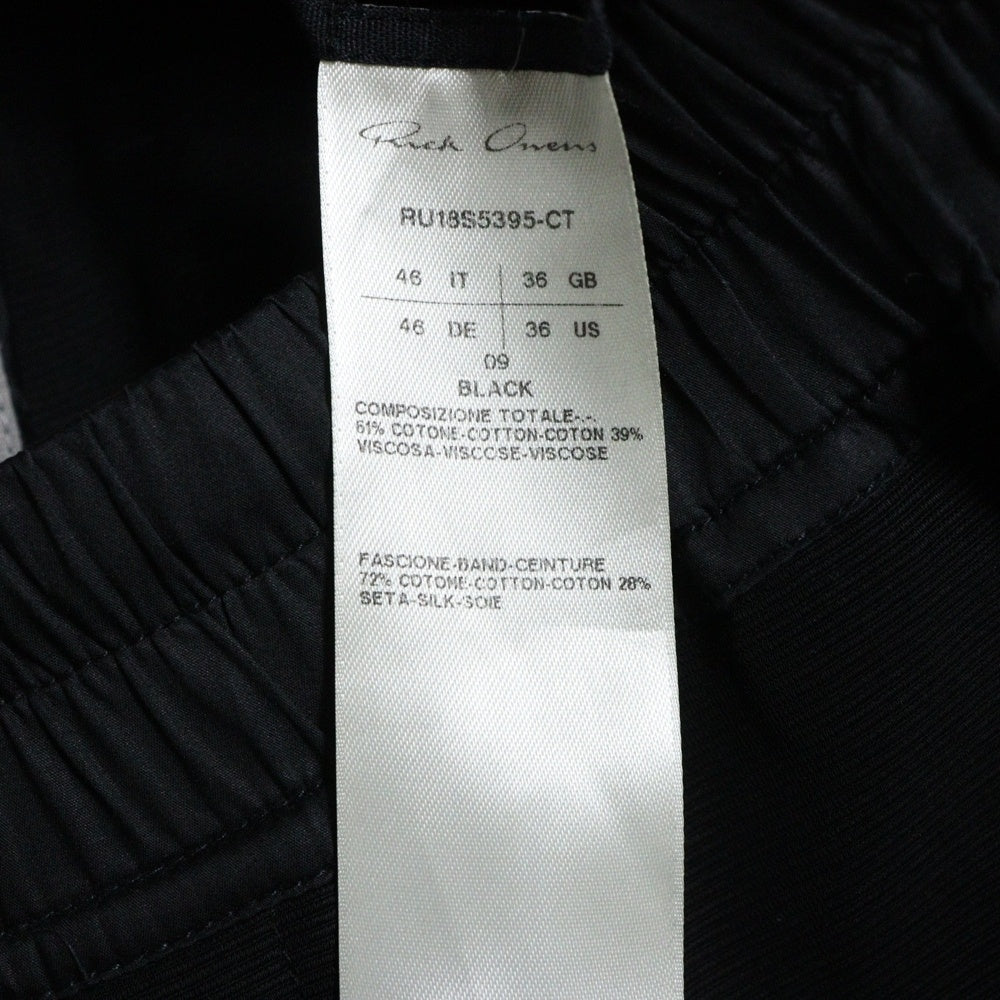 Rick Owens
RU18S5395-CT
46 IT 36 GB
46 DE 36 US
09
BLACK
COMPOSIZIONE TOTALE-.-.
61% COTONE-COTTON-COTON 39%
VISCOSA-VISCOSE-VISCOSE
FASCIONE-BAND-CEINTURE
72% COTONE-COTTON-COTON 28%
SETA-SILK-SOIE